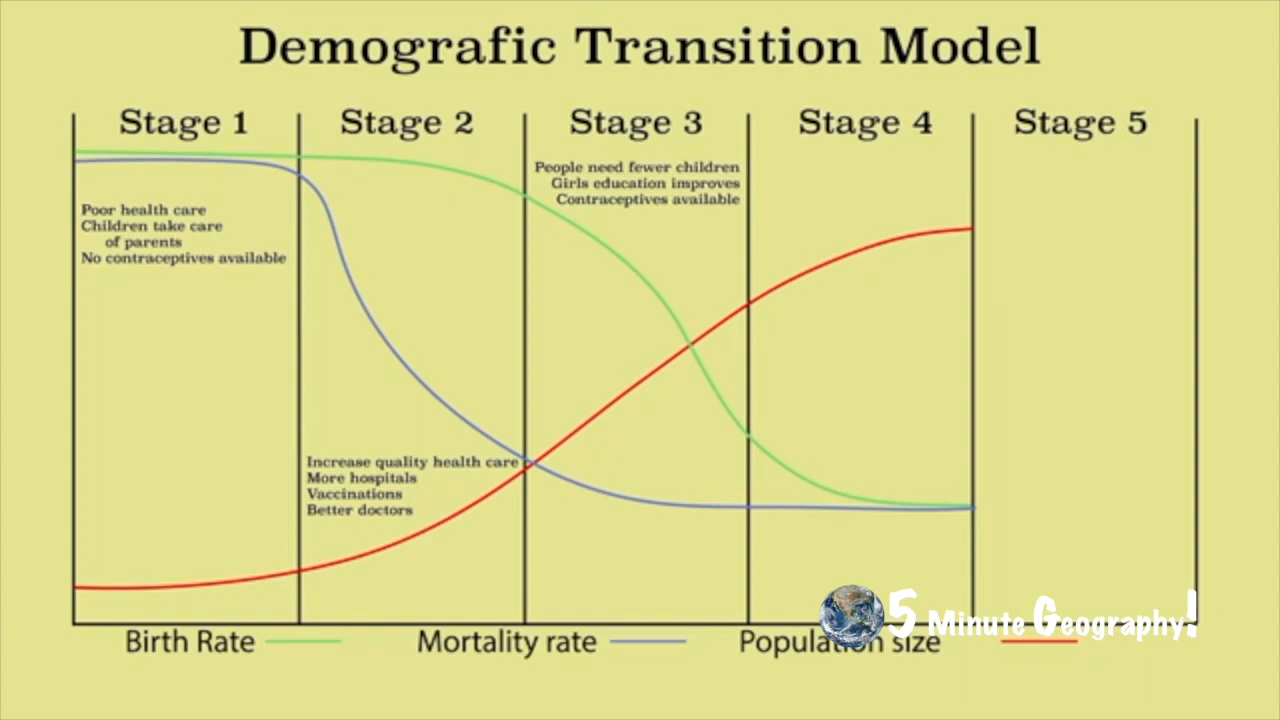 Demografic Transition Model
Stage 1
Stage 2
Stage 3
Stage 4
Stage 5
People need fewer children
Girls education improves
Contraceptives available
Poor health care
Children take care
of parents
No contraceptives available
Increase quality health care
More hospitals
Vaccinations
Better doctors
5 Minute Geography!
Birth Rate
Mortality rate
Population size